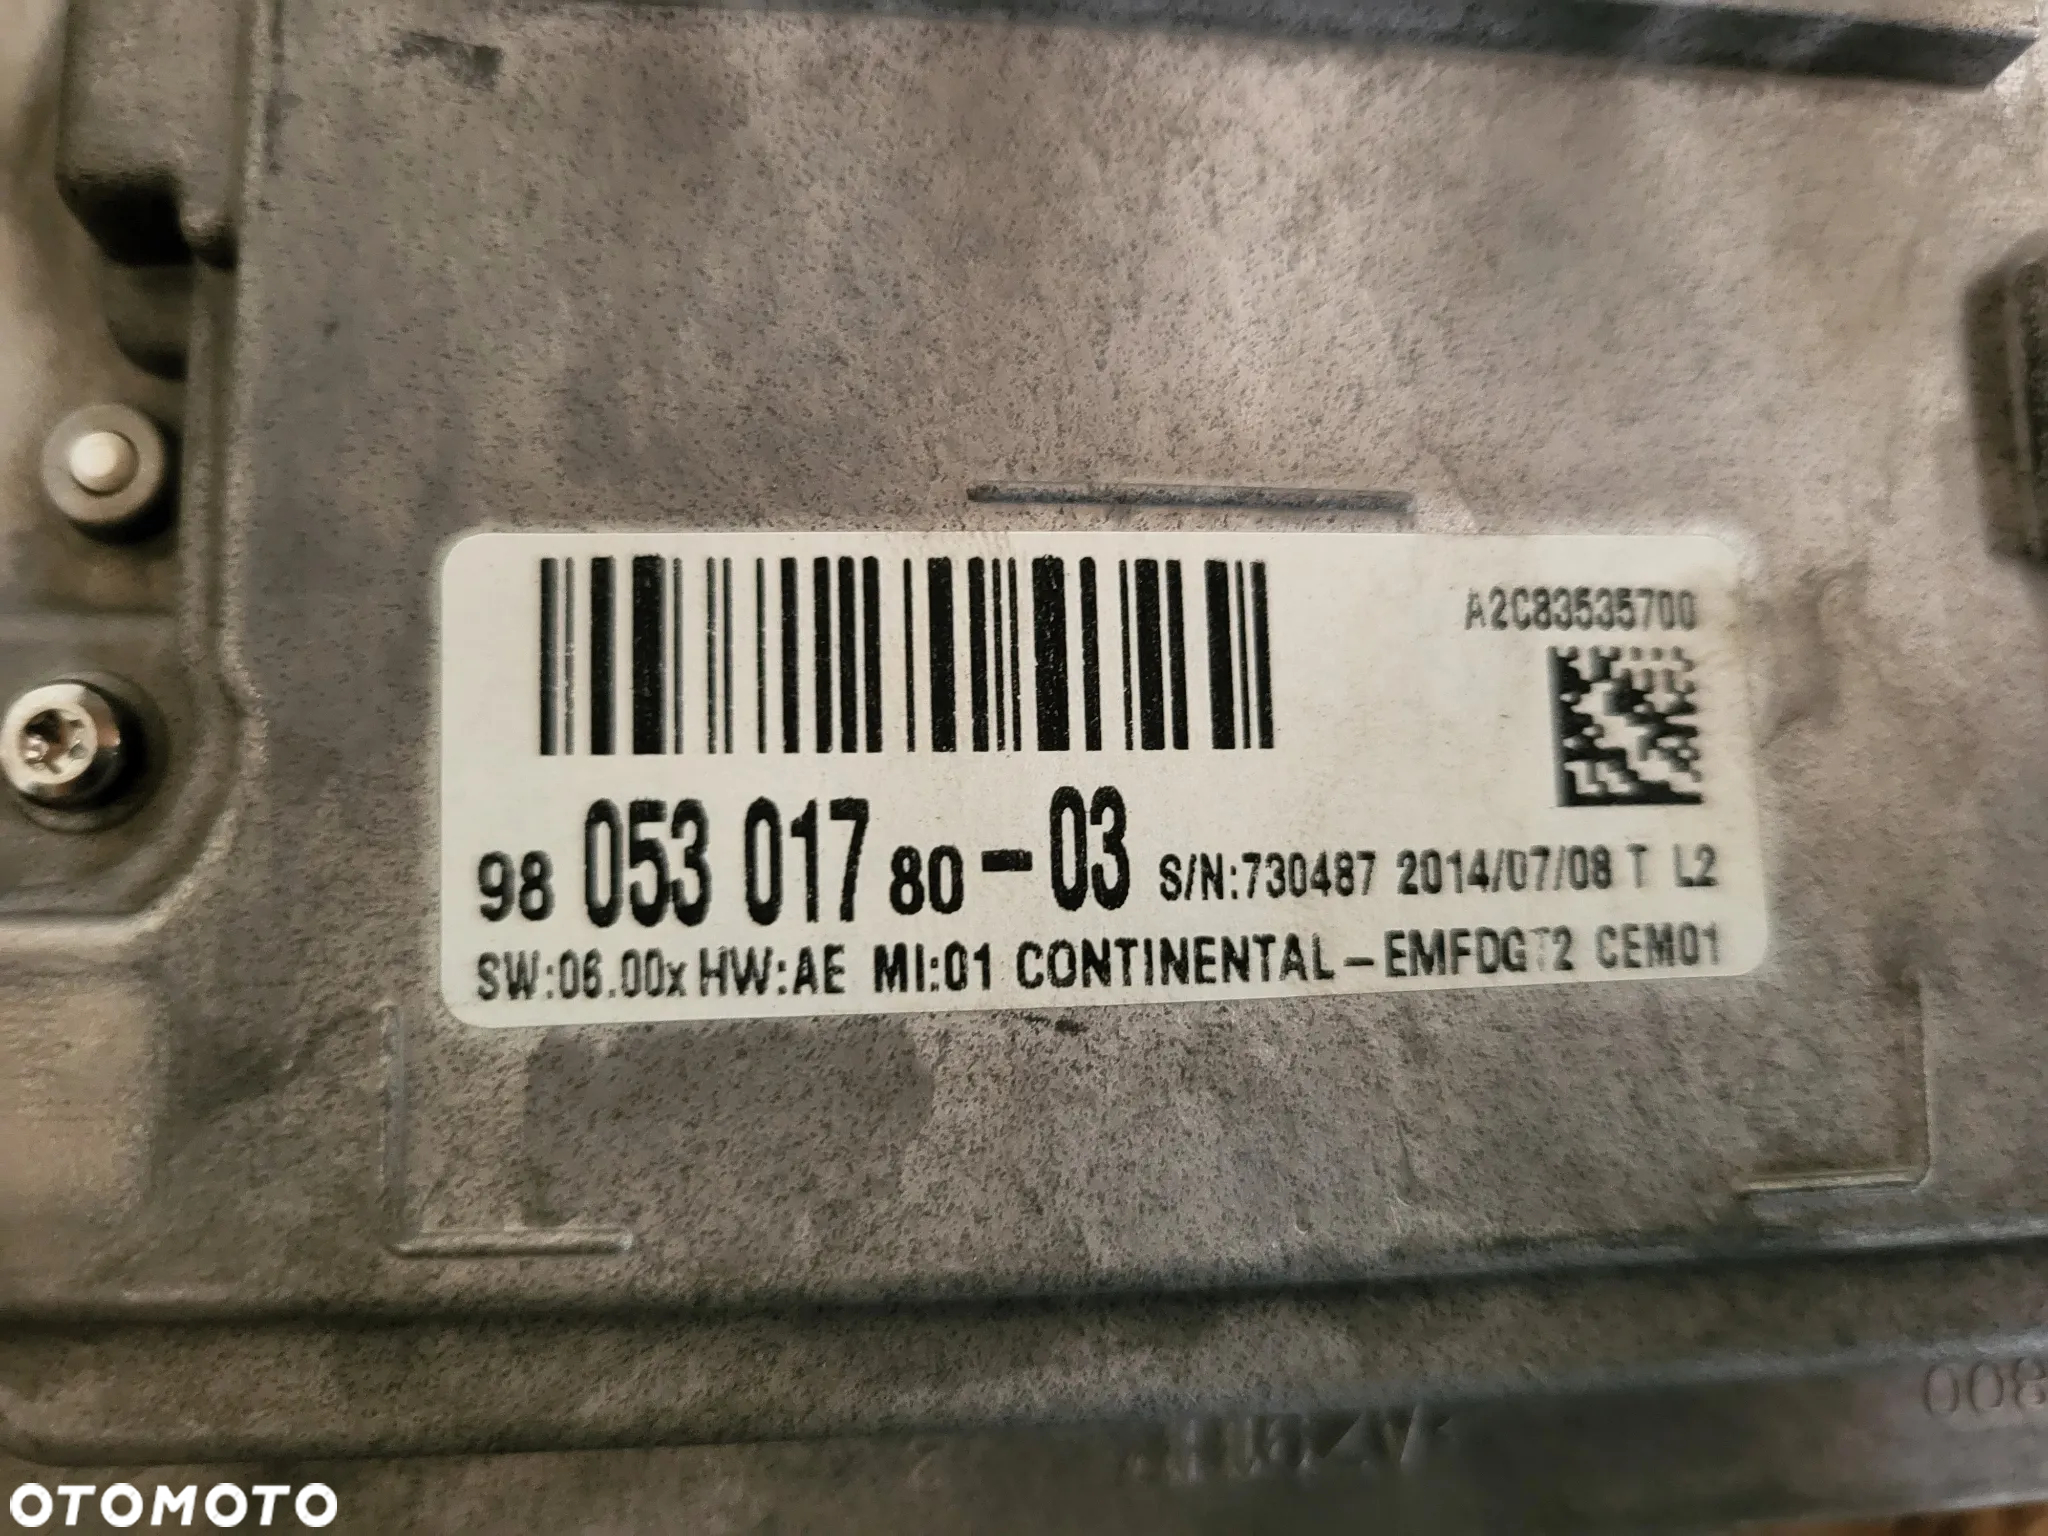 A2C83535700
98 053 017 80-03 S/N:730487 2014/07/08 T L2
SW:06.00x HW:AE MI:01 CONTINENTAL-EMFDGT2 CEM01
008
OTOMOTO